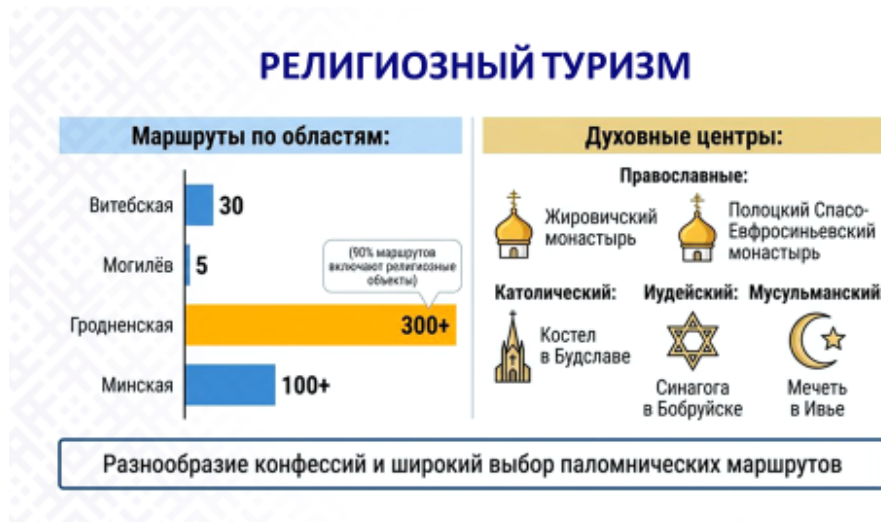 РЕЛИГИОЗНЫЙ ТУРИЗМ
Маршруты по областям:
Витебская
30
Могилёв
5
(90% маршрутов
включают религиозные
объекты)
Гродненская
300+
Минская
100+
Духовные центры:
Православные:
Жировичский
монастырь
Полоцкий Спасо-
Евфросиньевский
монастырь
Католический:
Костел
в Будславе
Иудейский:
Синагога
в Бобруйске
Мусульманский
Мечеть
в Ивье
Разнообразие конфессий и широкий выбор паломнических маршрутов